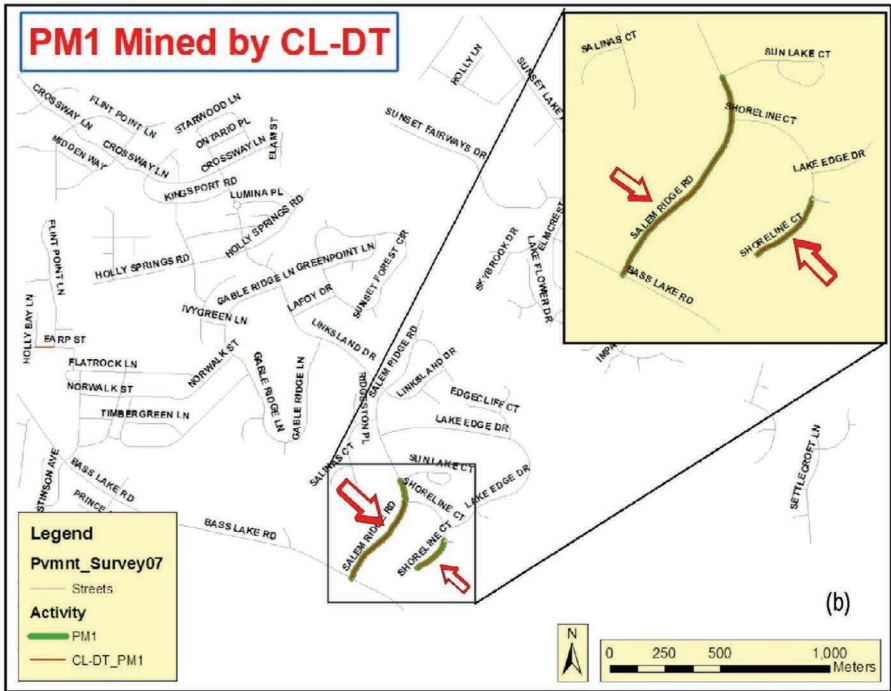 PM1 Mined by CL-DT
HOLLY LN
SUNSET LAKE
SUNSET FAIRWAYS DR
CROSSWAY LN
FLINT POINT LN
STARWOOD LN
ONTARIO PL
ELAM ST
MIDDEN WAY
CROSSWAY LN
CROSSWAY LN
KINGSPORT RD
LUMINA PL
HOLLY SPRINGS RD
HOLLY SPRINGS RD
FLINT POINT LN
GABLE RIDGE LN
GREENPOINT LN
SUNSET FOREST CIR
LAFOY DR
IVYGREEN LN
LINKSLAND DR
HOLLY BAY LN
EARP ST
FLATROCK LN
NORWALK ST
NORWALK ST
TIMBERGREEN LN
GABLE RIDGE LN
GABLE RIDGE LN
RIDGESTON PL
SALEM RIDGE RD
LINKSLAND DR
EDGECLIFF CT
LAKE EDGE DR
SKYBROOK DR
LAKE FLOWER DR
ELMCREST
SETTLECROFT LN
STINSON AVE
BASS LAKE RD
BASS LAKE RD
SALINAS CT
SUN LAKE CT
LAKE EDGE DR
SHORELINE CT
SALEM RIDGE RD
SHORELINE CT
SALINAS CT
SUN LAKE CT
SHORELINE CT
LAKE EDGE DR
SALEM RIDGE RD
SHORELINE CT
BASS LAKE RD
Legend
Pvmnt_Survey07
Streets
Activity
PM1
CL-DT_PM1
(b)
N
0 250 500 1,000
Meters